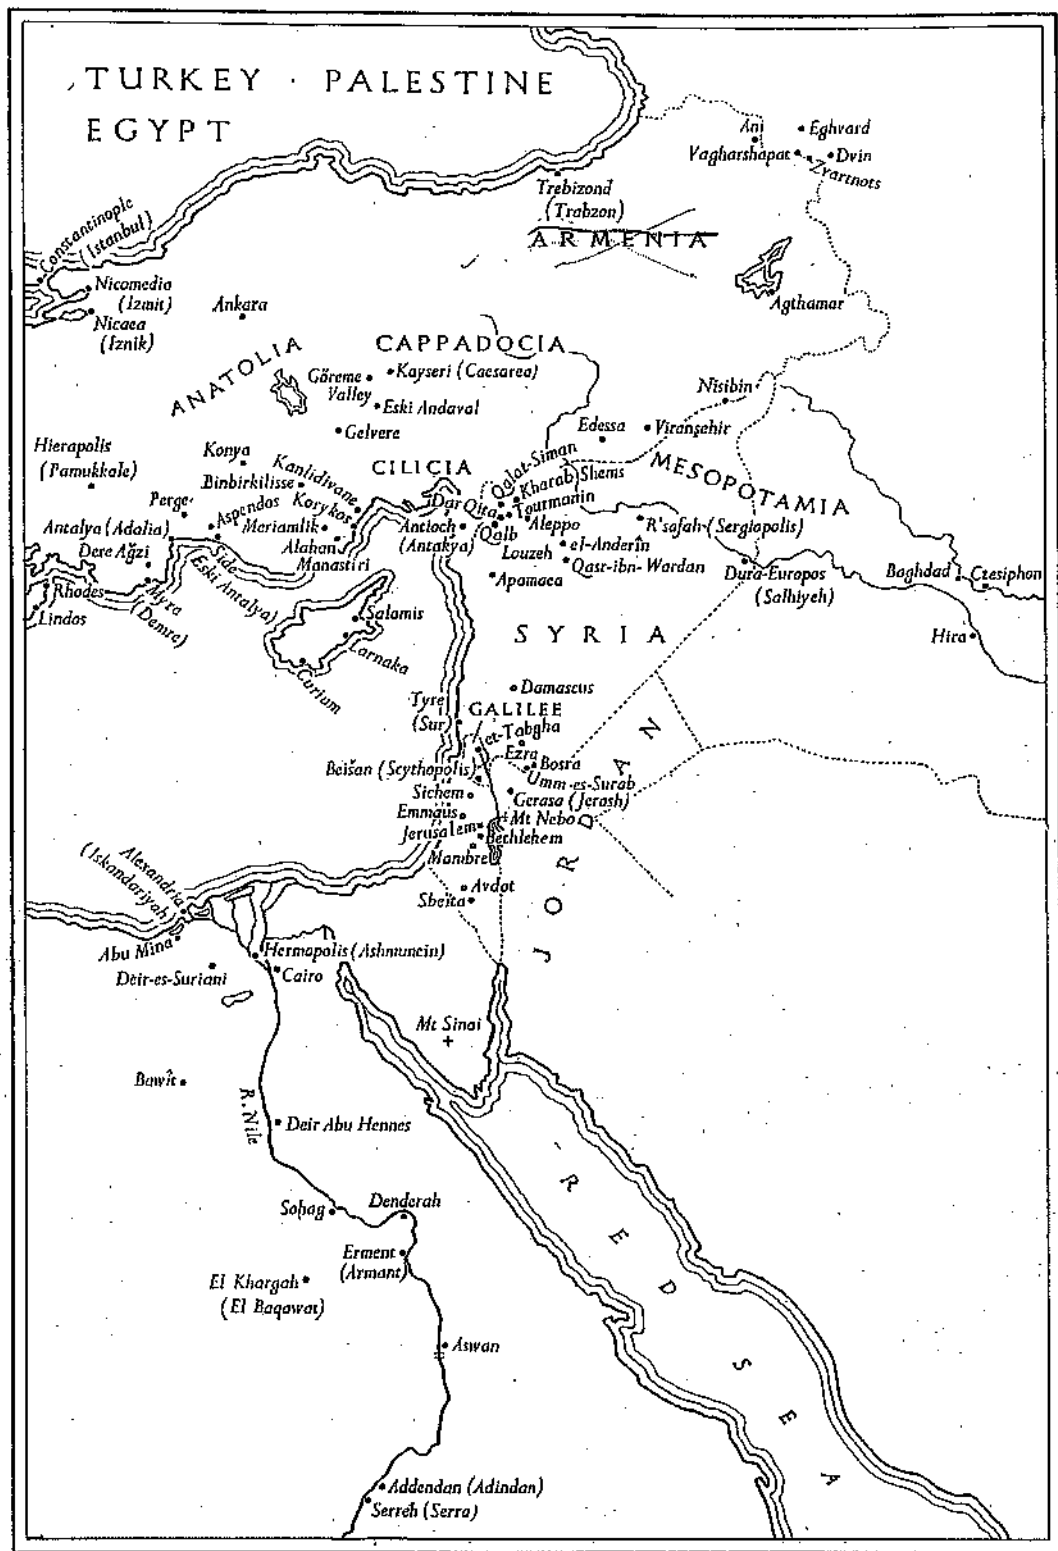 TURKEY · PALESTINE
EGYPT
Ani
Eghvard
Vagharshapat
Dvin
Zvartnots
Trebizond
(Trabzon)
ARMENIA
Constantinople
(Istanbul)
Nicomedia
(Izmit)
Nicaea
(Iznik)
Ankara
Agthamar
ANATOLIA
CAPPADOCIA
Göreme
Valley
Kayseri (Caesarea)
Eski Andaval
Gelvere
Nisibin
Edessa
Viranşehir
Hierapolis
(Pamukkale)
Konya
Binbirkilisse
Kanlidivane
CILICIA
Qalat-Siman
Kharab Shems
MESOPOTAMIA
Perge
Aspendos
Korykos
Meriamlik
Dar Qita
Tourmanin
Antalya (Adalia)
Alahan
Manastiri
Antioch
(Antakya)
Qalb
Louzeh
Aleppo
R'safah (Sergiopolis)
el-Anderîn
Qasr-ibn-Wardan
Dere Ağzi
Side
(Eski Antalya)
Apamaea
Dura-Europos
(Salhiyeh)
Baghdad
Ctesiphon
Rhodes
Lindos
Myra
(Demre)
Salamis
Larnaka
Curium
SYRIA
Hira
Damascus
Tyre
(Sur)
GALILEE
et-Tabgha
Ezra
Bosra
Beišan (Scythopolis)
Umm-es-Surab
Sichem
Gerasa (Jerash)
Emmaus
Mt Nebo
Jerusalem
Bethlehem
Mambre
JORDAN
Avdat
Sbeita
Alexandria
(Iskandariyah)
Abu Mina
Hermapolis (Ashmunein)
Deir-es-Suriani
Cairo
Mt Sinai
Bawît
R. Nile
Deir Abu Hennes
RED SEA
Sohag
Denderah
Erment
(Armant)
El Khargah
(El Baqawat)
Aswan
Addendan (Adindan)
Serreh (Serra)